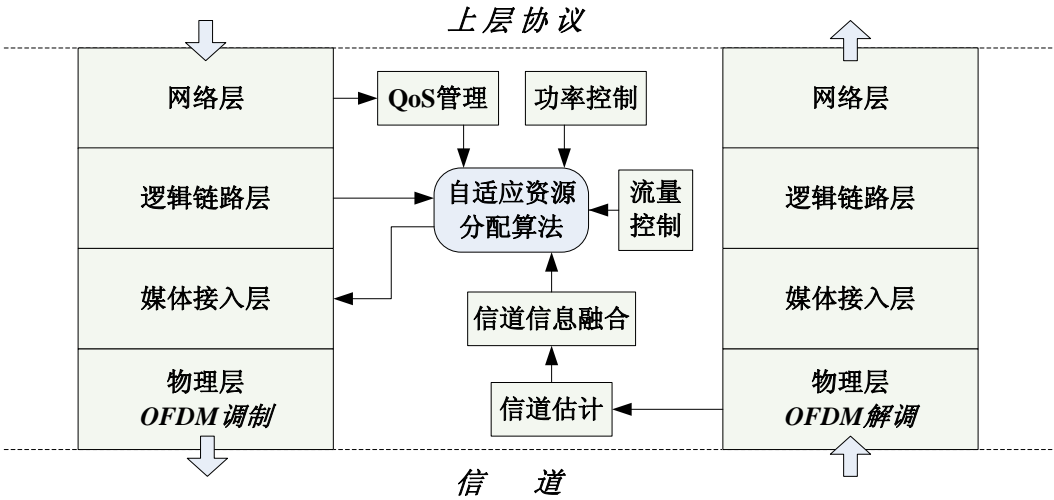 上层协议
网络层
逻辑链路层
媒体接入层
物理层
OFDM调制
QoS管理
功率控制
自适应资源
分配算法
流量
控制
信道信息融合
信道估计
网络层
逻辑链路层
媒体接入层
物理层
OFDM解调
信 道